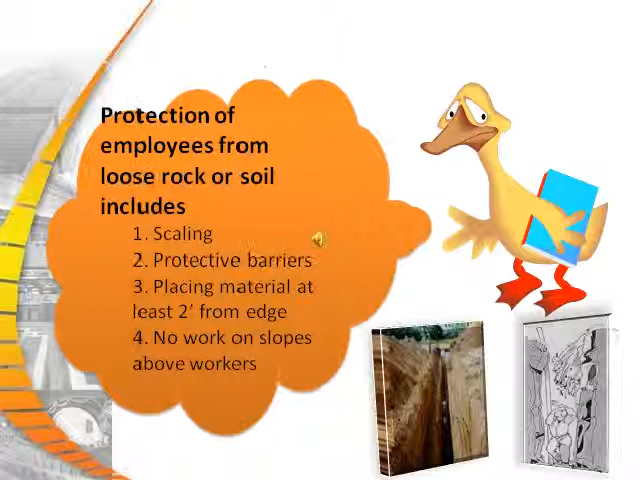 Protection of
employees from
loose rock or soil
includes
1. Scaling
2. Protective barriers
3. Placing material at
least 2’ from edge
4. No work on slopes
above workers